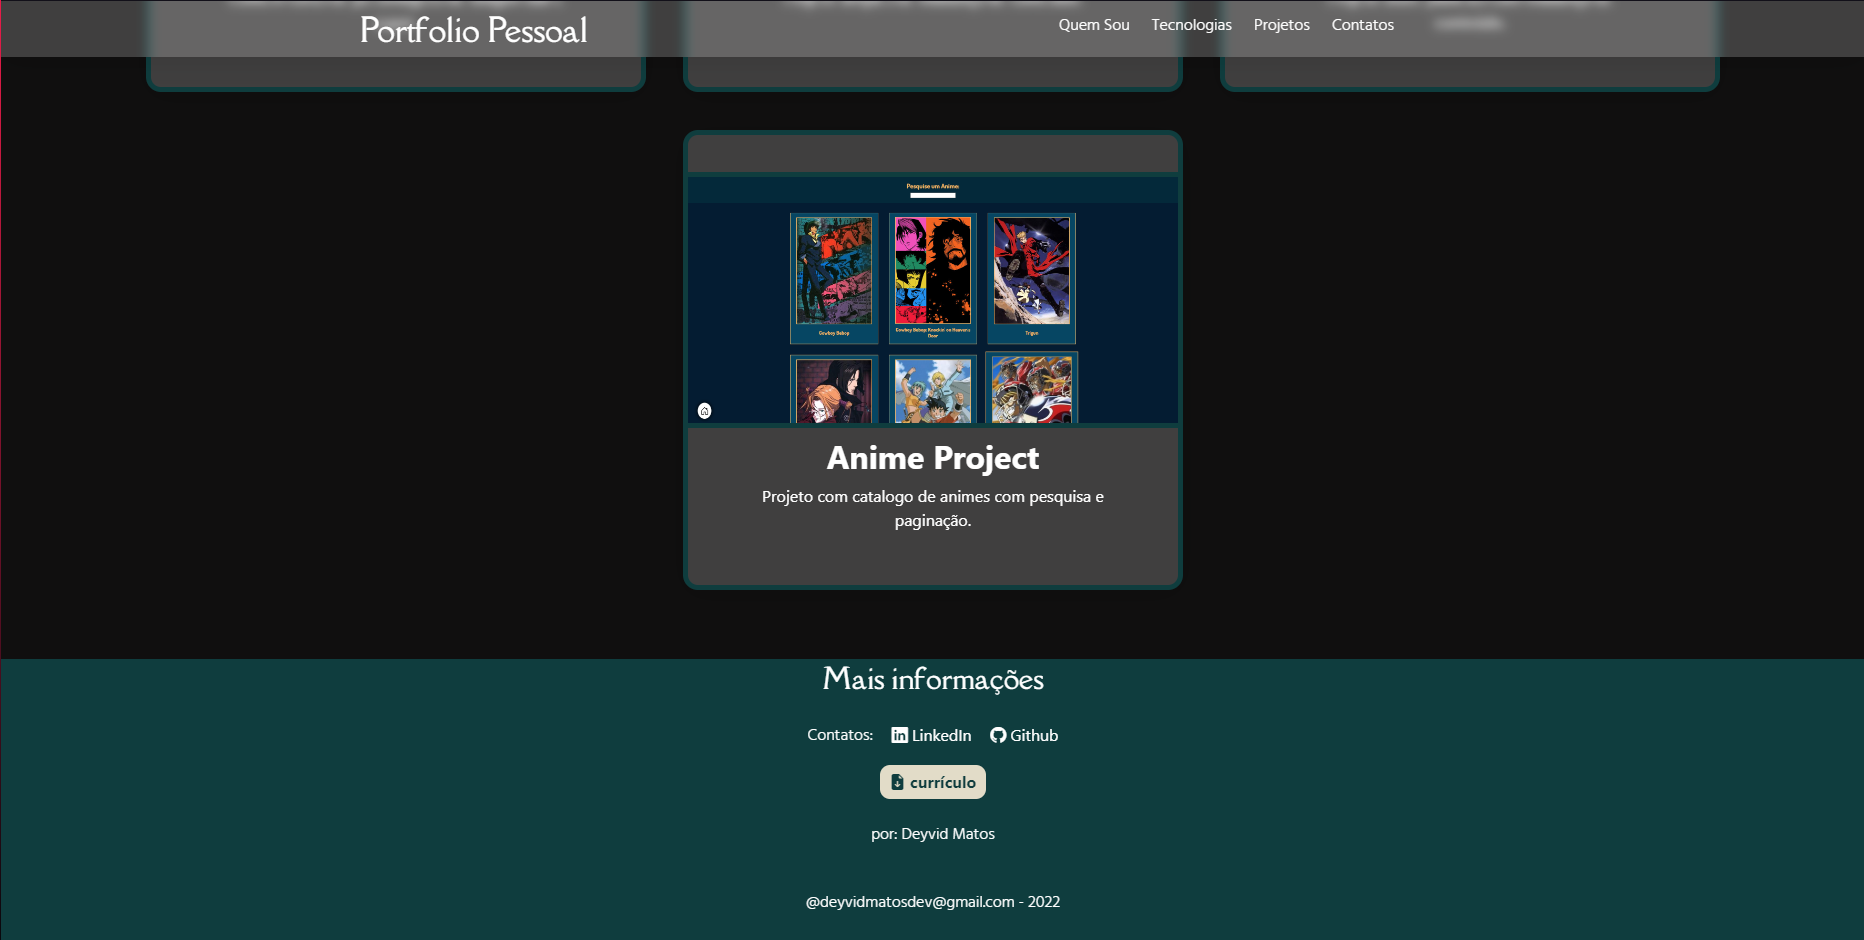 Portfolio Pessoal
Quem Sou Tecnologias Projetos Contatos
Pesquise um Anime:
Cowboy Bebop
Cowboy Bebop: Knockin' on Heaven's
Door
Trigun
Anime Project
Projeto com catalogo de animes com pesquisa e
paginação.
Mais informações
Contatos: LinkedIn Github
currículo
por: Deyvid Matos
@deyvidmatosdev@gmail.com - 2022